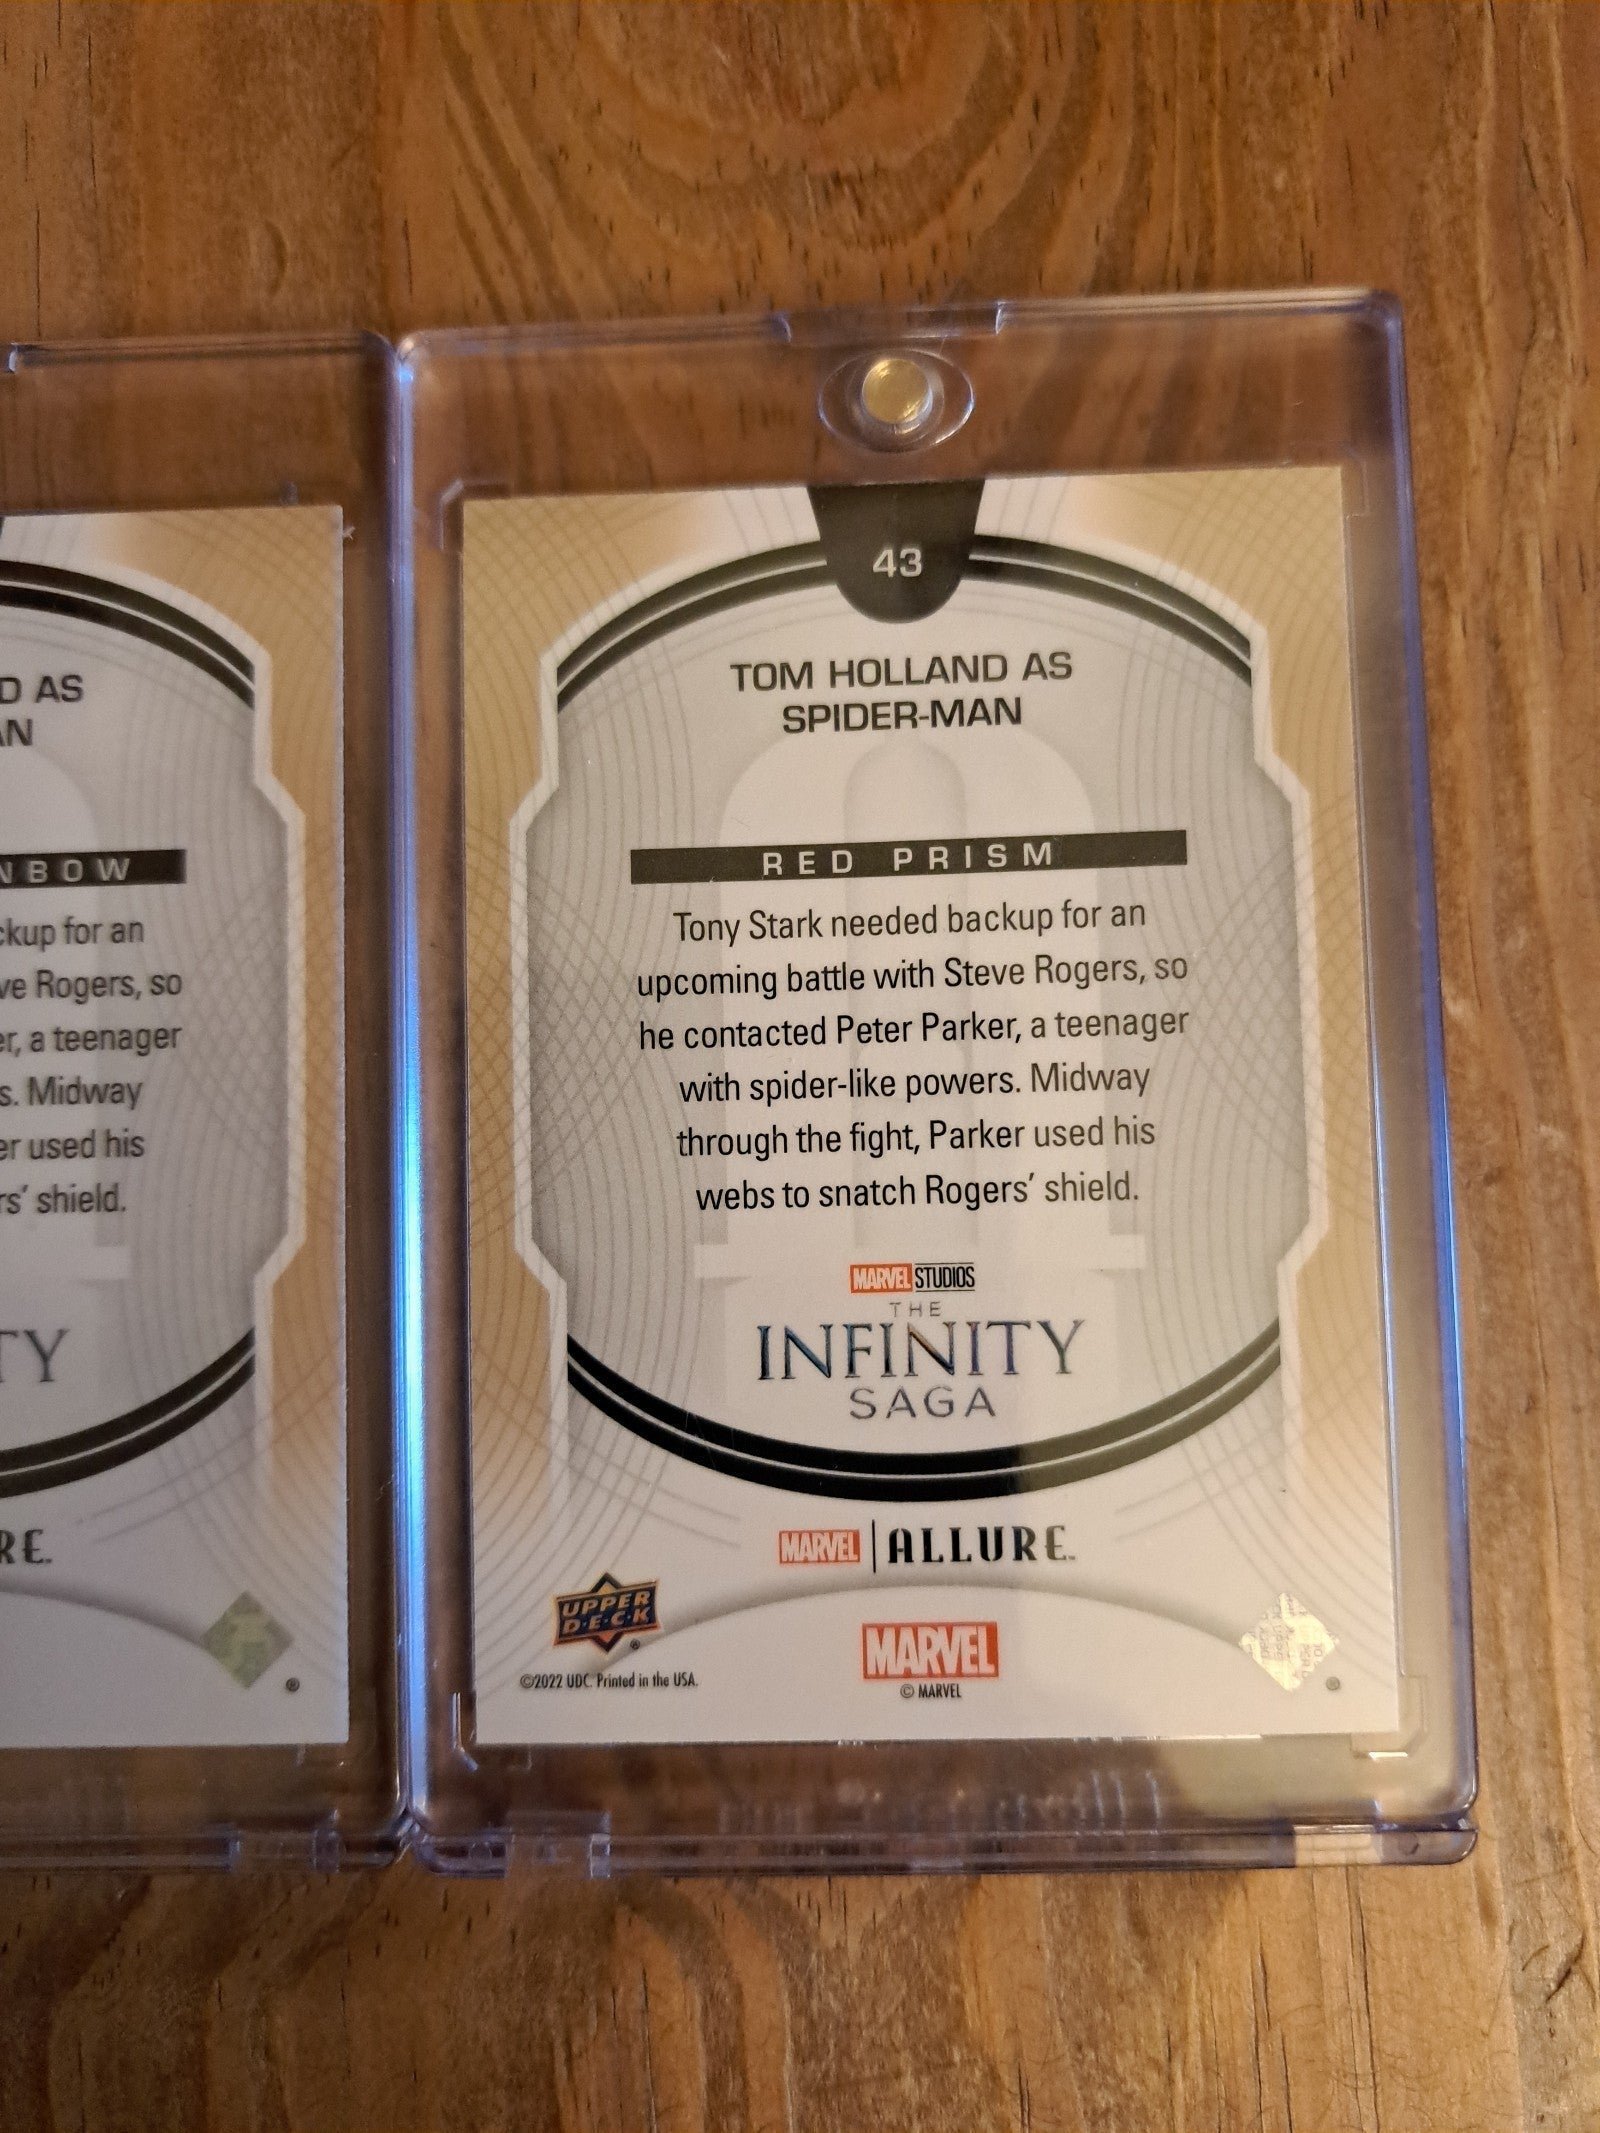 D AS
AN
NBOW
ckup for an
ve Rogers, so
er, a teenager
s. Midway
er used his
rs' shield.
TY
RE.
43
TOM HOLLAND AS
SPIDER-MAN
RED PRISM
Tony Stark needed backup for an
upcoming battle with Steve Rogers, so
he contacted Peter Parker, a teenager
with spider-like powers. Midway
through the fight, Parker used his
webs to snatch Rogers' shield.
MARVEL STUDIOS
THE
INFINITY
SAGA
MARVEL | ALLURE™
UPPER
D·E·C·K
®
MARVEL
©2022 UDC. Printed in the USA.
© MARVEL
®